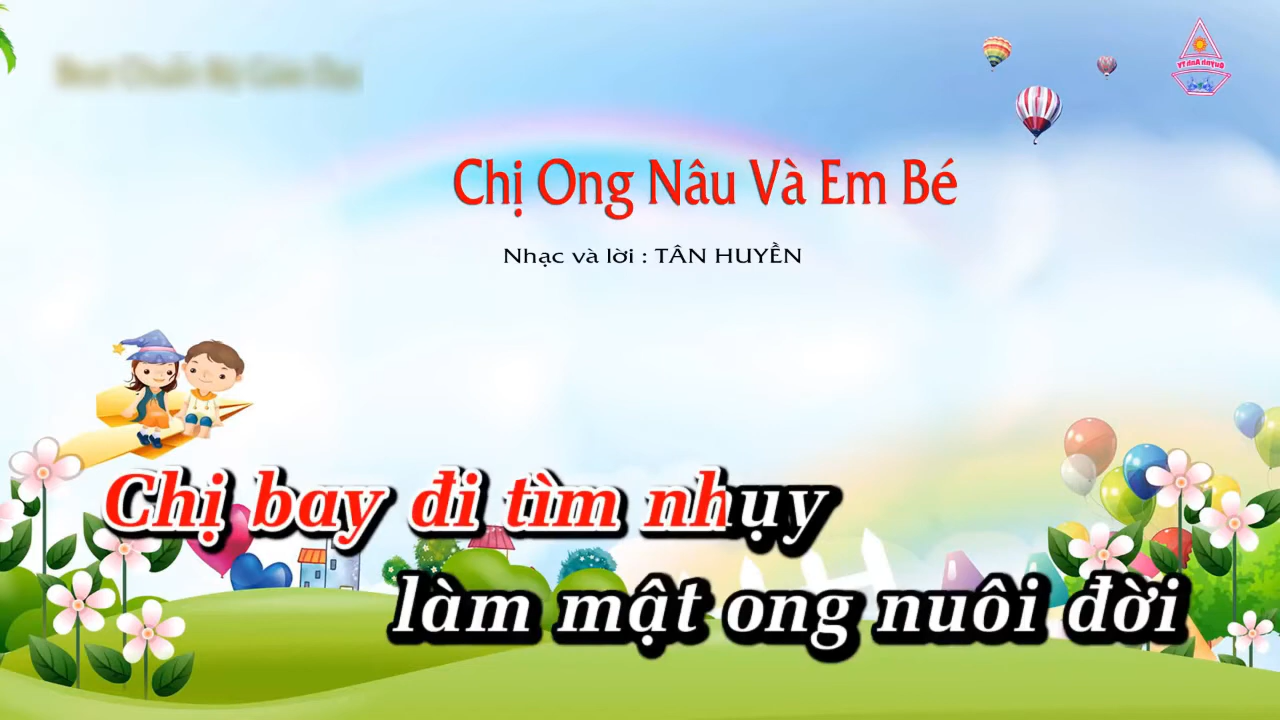 Chị Ong Nâu Và Em Bé
Nhạc và lời : TÂN HUYỀN
Chị bay đi tìm nhụy
làm mật ong nuôi đời